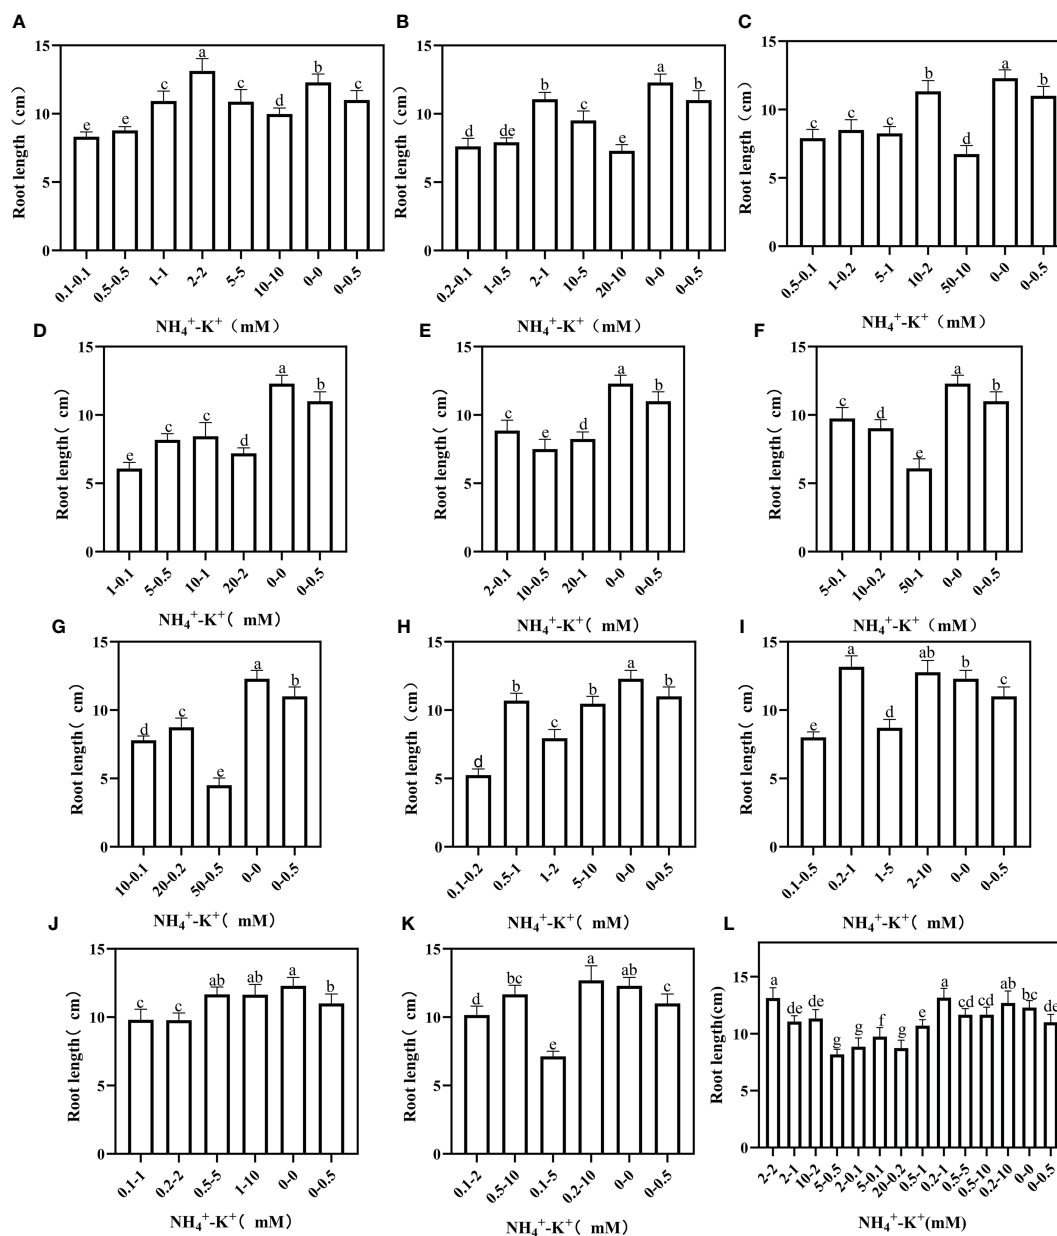 A
B
C
15
10
5
0
Root length (cm)
e
e
c
a
c
d
b
c
0.1-0.1
0.5-0.5
1-1
2-2
5-5
10-10
0-0
0-0.5
NH₄⁺-K⁺ (mM)
15
10
5
0
Root length (cm)
d
de
b
c
e
a
b
0.2-0.1
1-0.5
2-1
10-5
20-10
0-0
0-0.5
NH₄⁺-K⁺ (mM)
15
10
5
0
Root length (cm)
c
c
c
b
d
a
b
0.5-0.1
1-0.2
5-1
10-2
50-10
0-0
0-0.5
NH₄⁺-K⁺ (mM)
D
E
F
15
10
5
0
Root length( cm)
e
c
c
d
a
b
1-0.1
5-0.5
10-1
20-2
0-0
0-0.5
NH₄⁺-K⁺( mM)
15
10
5
0
Root length( cm)
c
e
d
a
b
2-0.1
10-0.5
20-1
0-0
0-0.5
NH₄⁺-K⁺( mM)
15
10
5
0
Root length( cm)
c
d
e
a
b
5-0.1
10-0.2
50-1
0-0
0-0.5
NH₄⁺-K⁺ (mM)
G
H
I
15
10
5
0
Root length( cm)
d
c
e
a
b
10-0.1
20-0.2
50-0.5
0-0
0-0.5
NH₄⁺-K⁺( mM)
15
10
5
0
Root length( cm)
d
b
c
b
a
b
0.1-0.2
0.5-1
1-2
5-10
0-0
0-0.5
NH₄⁺-K⁺( mM)
15
10
5
0
Root length( cm)
e
a
d
ab
b
c
0.1-0.5
0.2-1
1-5
2-10
0-0
0-0.5
NH₄⁺-K⁺( mM)
J
K
L
15
10
5
0
Root length( cm)
c
c
ab
ab
a
b
0.1-1
0.2-2
0.5-5
1-10
0-0
0-0.5
NH₄⁺-K⁺( mM)
15
10
5
0
Root length( cm)
d
bc
e
a
ab
c
0.1-2
0.5-10
0.1-5
0.2-10
0-0
0-0.5
NH₄⁺-K⁺( mM)
15
10
5
0
Root length(cm)
a
de
de
g
g
f
g
e
a
cd
cd
ab
bc
de
2-2
2-1
10-2
5-0.5
2-0.1
5-0.1
20-0.2
0.5-1
0.2-1
0.5-5
0.5-10
0.2-10
0-0
0-0.5
NH₄⁺-K⁺(mM)